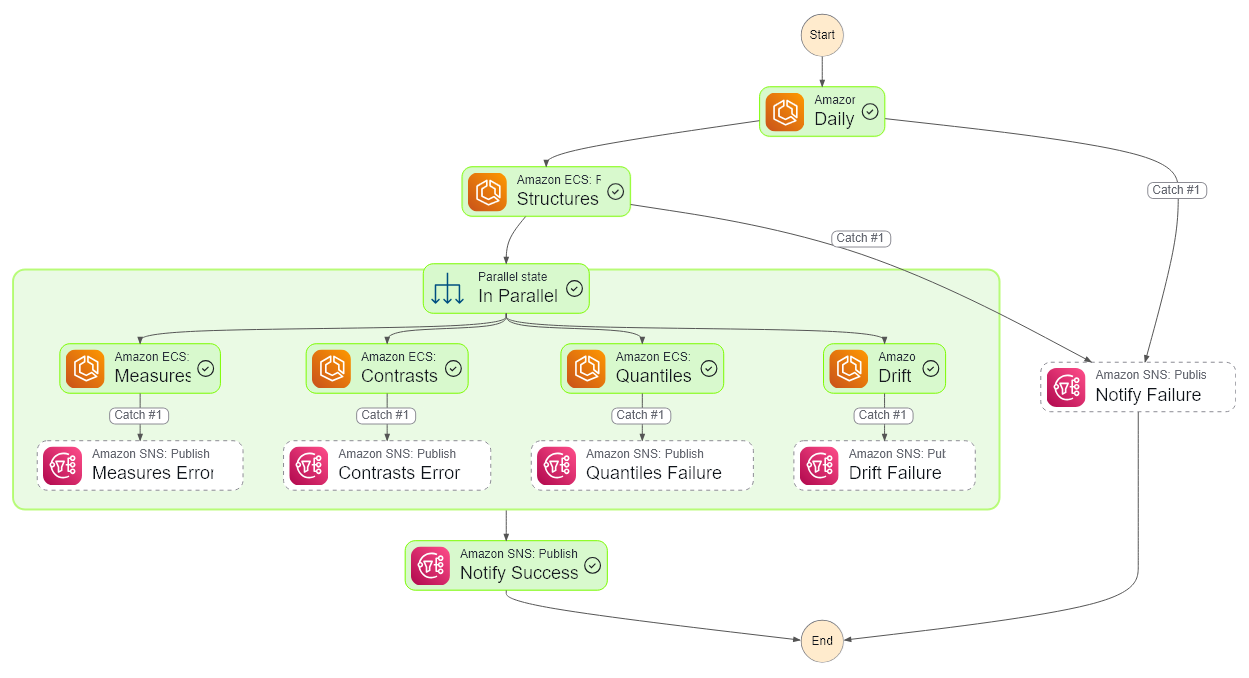 Start
Amazor
Daily
Catch #1
Amazon ECS: F
Structures
Catch #1
Parallel state
In Parallel
Amazon ECS:
Measures
Amazon ECS:
Contrasts
Amazon ECS:
Quantiles
Amazo
Drift
Amazon SNS: Publis
Notify Failure
Catch #1
Catch #1
Catch #1
Catch #1
Amazon SNS: Publish
Measures Error
Amazon SNS: Publish
Contrasts Error
Amazon SNS: Publish
Quantiles Failure
Amazon SNS: Put
Drift Failure
Amazon SNS: Publish
Notify Success
End